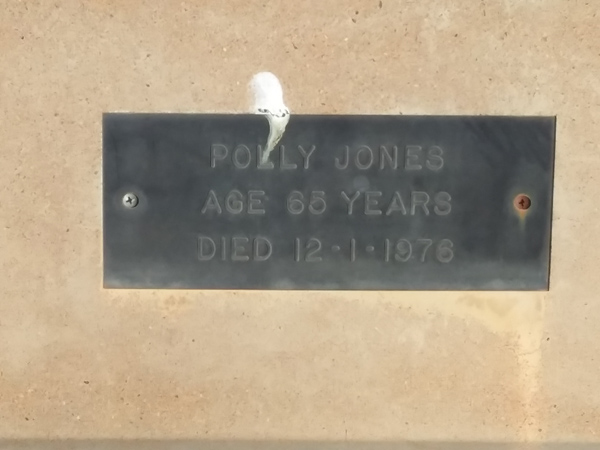 POLLY JONES
AGE 65 YEARS
DIED 12·1·1976